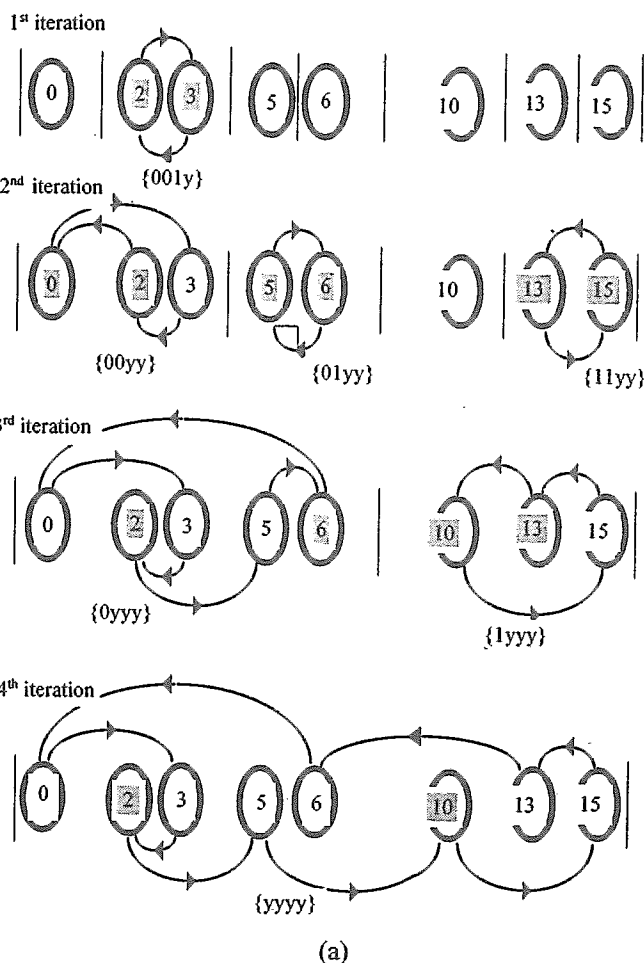 1st iteration
0 2 3 5 6 10 13 15
{001y}
2nd iteration
0 2 3 5 6 10 13 15
{00yy} {01yy} {11yy}
rd iteration
0 2 3 5 6 10 13 15
{0yyy} {1yyy}
4th iteration
0 2 3 5 6 10 13 15
{yyyy}
(a)